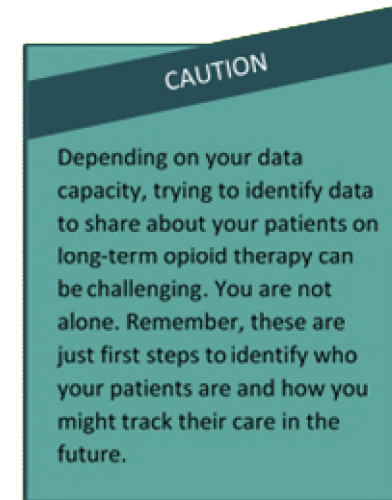 CAUTION
Depending on your data
capacity, trying to identify data
to share about your patients on
long-term opioid therapy can
be challenging. You are not
alone. Remember, these are
just first steps to identify who
your patients are and how you
might track their care in the
future.